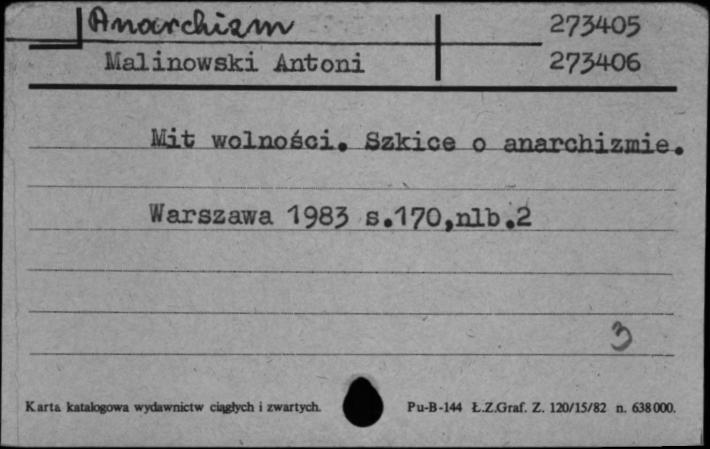 Anarchizm 273405
Malinowski Antoni 273406
Mit wolności. Szkice o anarchizmie.
Warszawa 1983 s.170,nlb.2
3
Karta katalogowa wydawnictw ciągłych i zwartych. Pu-B-144 Ł.Z.Graf. Z. 120/15/82 n. 638000.